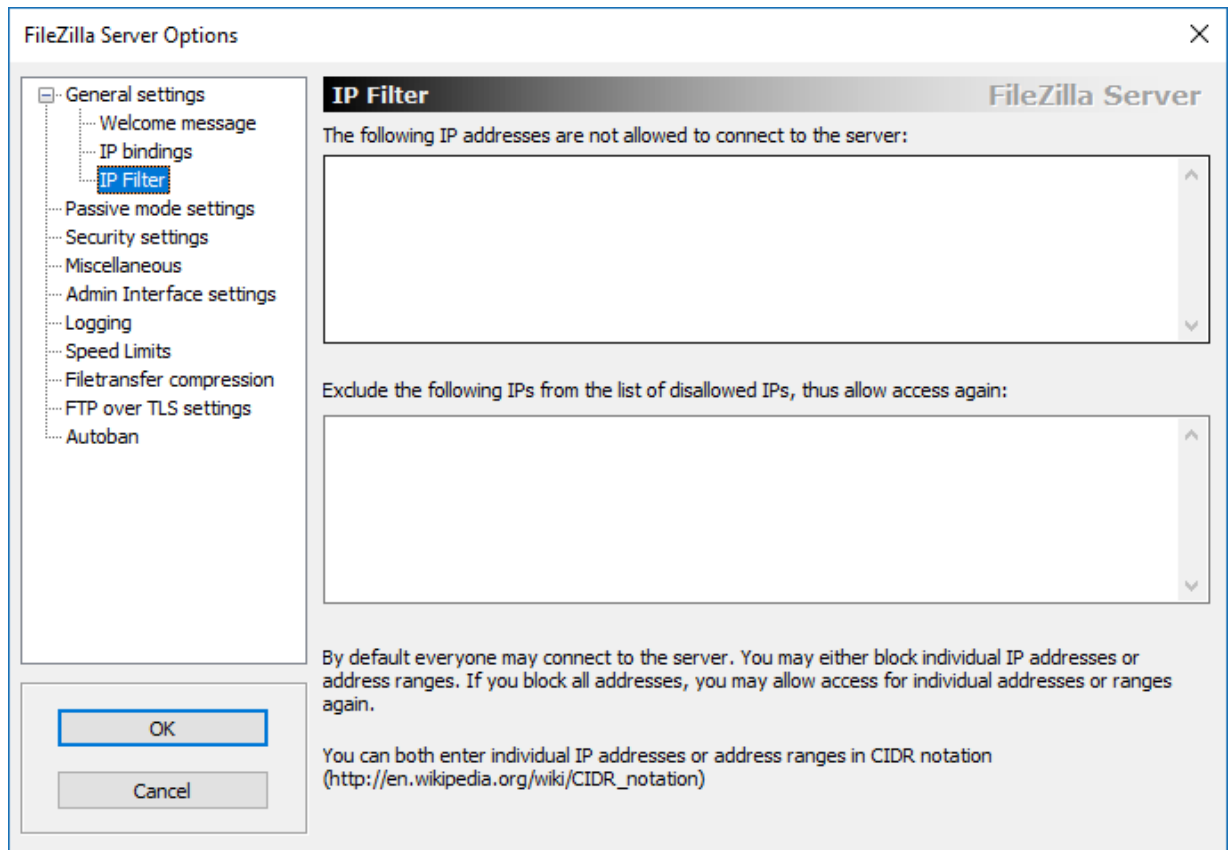 FileZilla Server Options
General settings
Welcome message
IP bindings
IP Filter
Passive mode settings
Security settings
Miscellaneous
Admin Interface settings
Logging
Speed Limits
Filetransfer compression
FTP over TLS settings
Autoban
OK
Cancel
IP Filter
FileZilla Server
The following IP addresses are not allowed to connect to the server:
Exclude the following IPs from the list of disallowed IPs, thus allow access again:
By default everyone may connect to the server. You may either block individual IP addresses or
address ranges. If you block all addresses, you may allow access for individual addresses or ranges
again.
You can both enter individual IP addresses or address ranges in CIDR notation
(http://en.wikipedia.org/wiki/CIDR_notation)